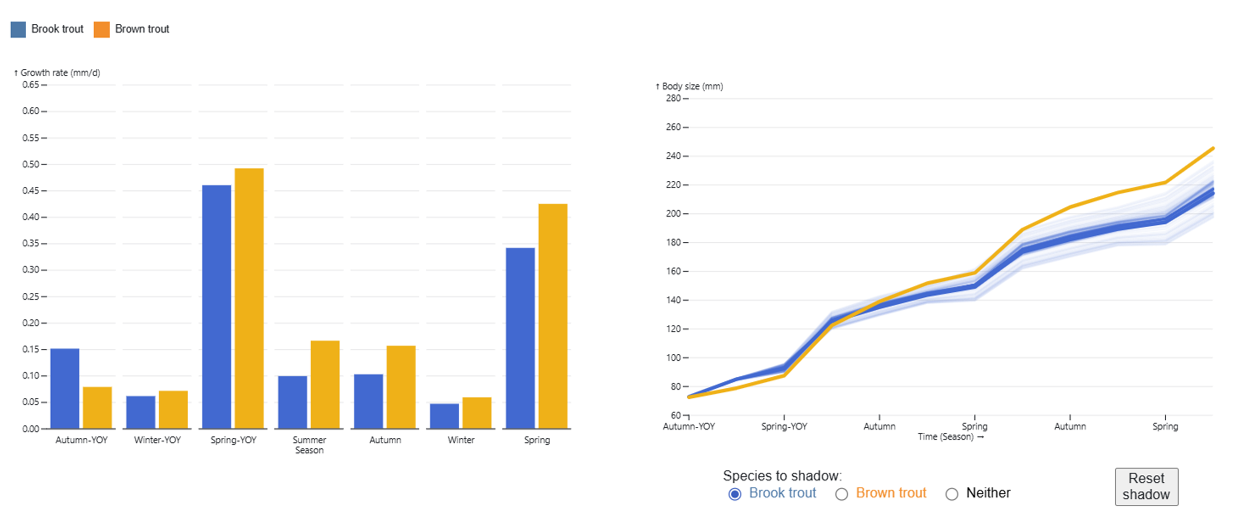 Brook trout Brown trout
↑ Growth rate (mm/d)
0.65
0.60
0.55
0.50
0.45
0.40
0.35
0.30
0.25
0.20
0.15
0.10
0.05
0.00
Autumn-YOY Winter-YOY Spring-YOY Summer Autumn Winter Spring
Season
↑ Body size (mm)
280
260
240
220
200
180
160
140
120
100
80
60
Autumn-YOY Spring-YOY Autumn Spring Autumn Spring
Time (Season) →
Species to shadow:
Brook trout Brown trout Neither
Reset
shadow